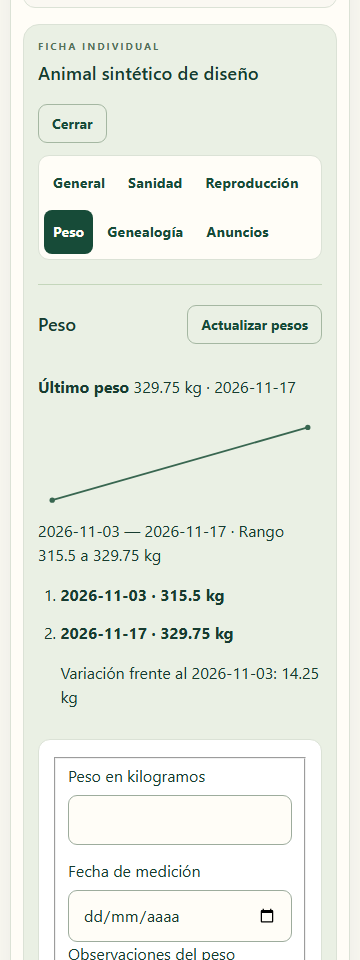 FICHA INDIVIDUAL
Animal sintético de diseño
Cerrar
General Sanidad Reproducción
Peso Genealogía Anuncios
Peso Actualizar pesos
Último peso 329.75 kg · 2026-11-17
2026-11-03 — 2026-11-17 · Rango
315.5 a 329.75 kg
1. 2026-11-03 · 315.5 kg
2. 2026-11-17 · 329.75 kg
Variación frente al 2026-11-03: 14.25
kg
Peso en kilogramos
Fecha de medición
dd/mm/aaaa
Observaciones del peso